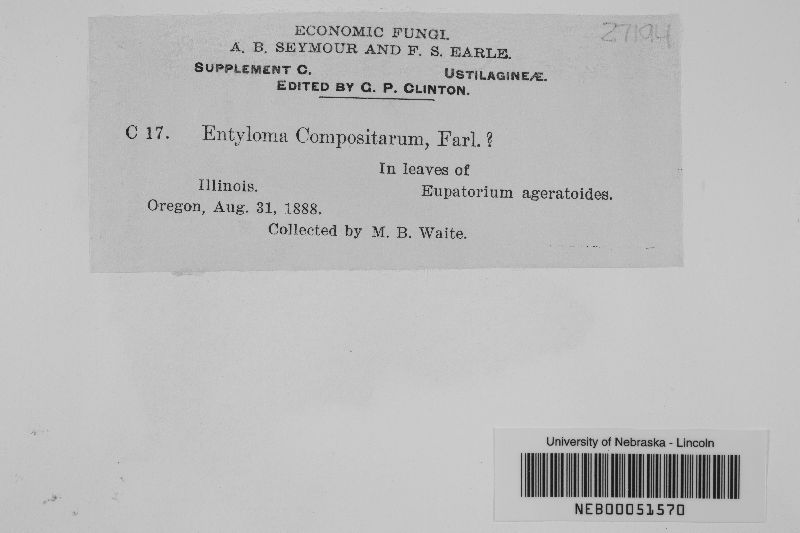 27194
ECONOMIC FUNGI.
A. B. SEYMOUR AND F. S. EARLE.
SUPPLEMENT C. USTILAGINEÆ.
EDITED BY G. P. CLINTON.
C 17. Entyloma Compositarum, Farl. ?
In leaves of
Illinois. Eupatorium ageratoides.
Oregon, Aug. 31, 1888.
Collected by M. B. Waite.
University of Nebraska - Lincoln
NEB00051570